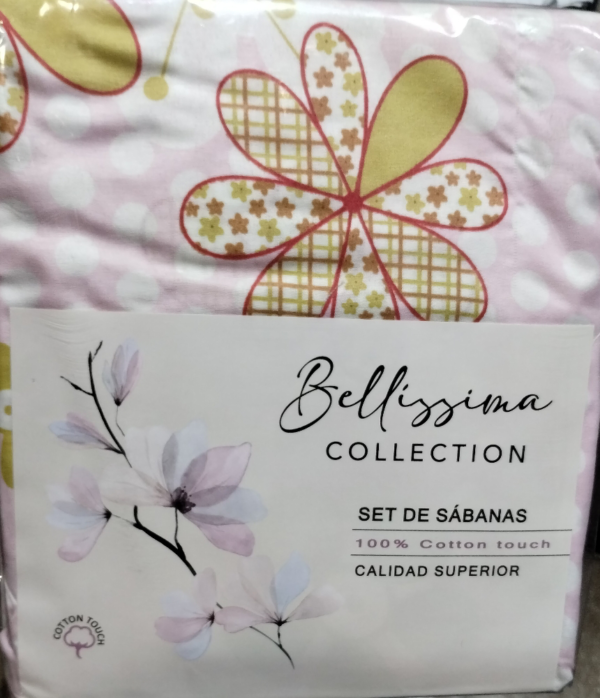 Bellissima
COLLECTION
SET DE SÁBANAS
100% Cotton touch
CALIDAD SUPERIOR
COTTON TOUCH